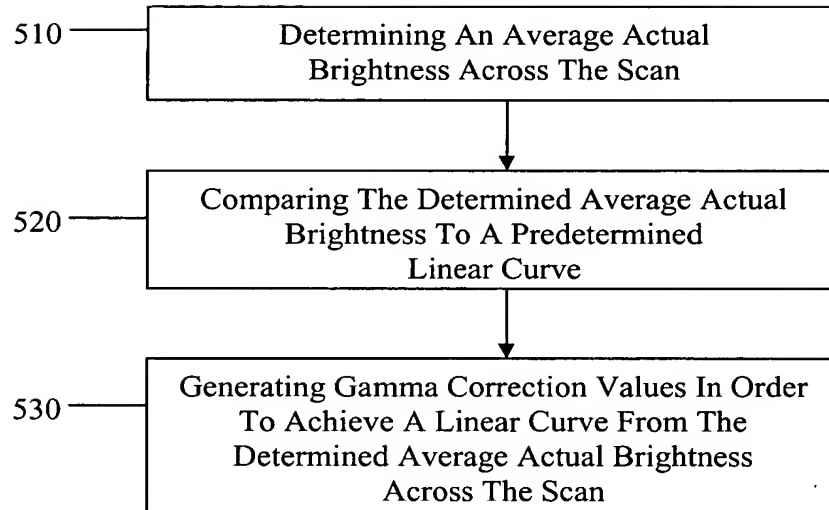 510
Determining An Average Actual
Brightness Across The Scan
520
Comparing The Determined Average Actual
Brightness To A Predetermined
Linear Curve
530
Generating Gamma Correction Values In Order
To Achieve A Linear Curve From The
Determined Average Actual Brightness
Across The Scan